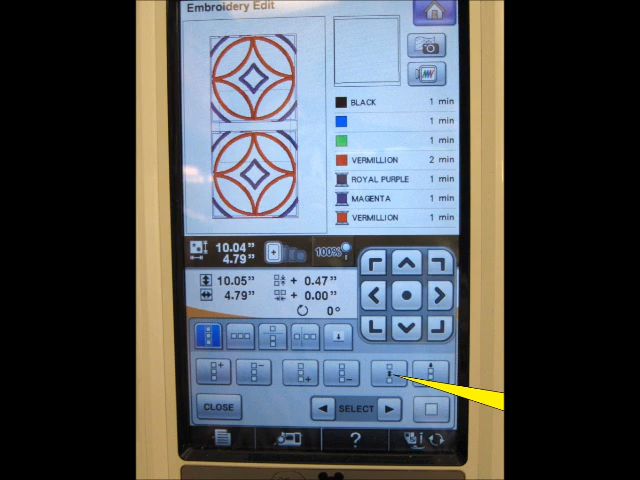 Embroidery Edit
BLACK 1 min
1 min
1 min
VERMILLION 2 min
ROYAL PURPLE 1 min
MAGENTA 1 min
VERMILLION 1 min
10.04"
4.79"
100%
10.05" + 0.47"
4.79" + 0.00"
0°
CLOSE
SELECT
?